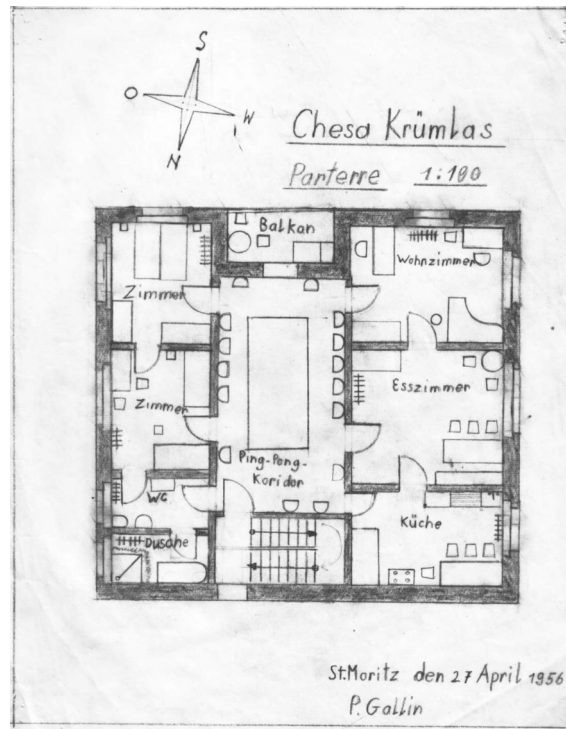 S
O
W
N
Chesa Krümlas
Parterre 1:100
Balkan
Wohnzimmer
Zimmer
Esszimmer
Zimmer
Ping-Pong-
Koridor
WC
Küche
Dusche
St.Moritz den 27 April 1956
P. Gallin